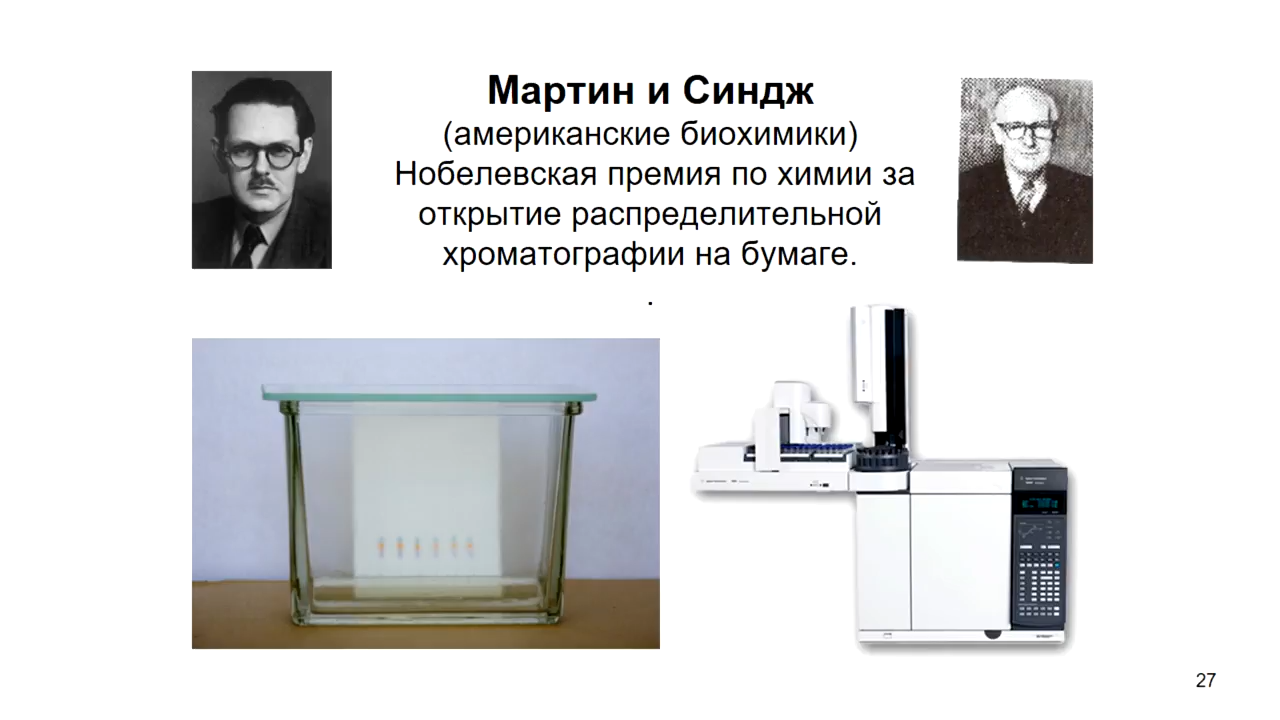 Мартин и Синдж
(американские биохимики)
Нобелевская премия по химии за
открытие распределительной
хроматографии на бумаге.
.
27